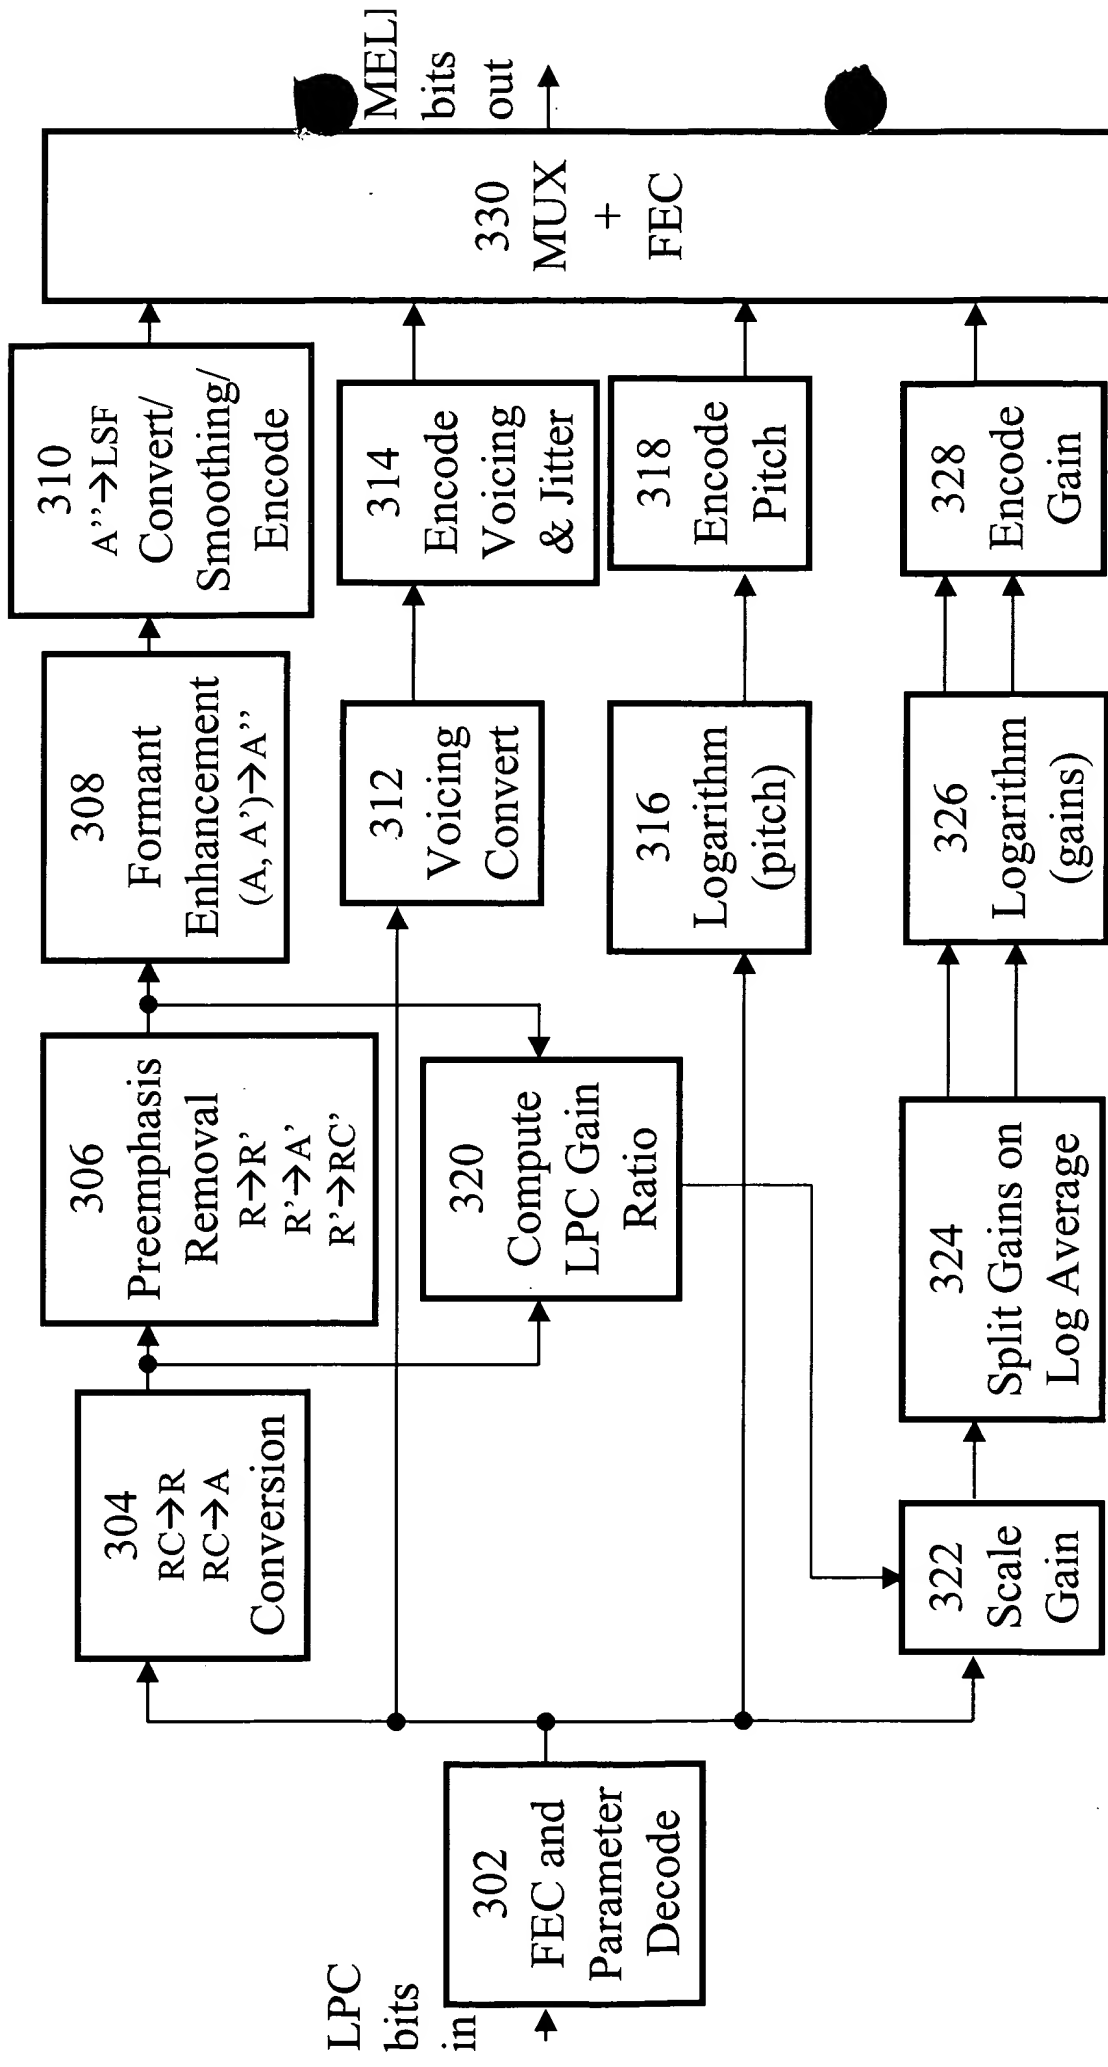 LPC
bits
in
302
FEC and
Parameter
Decode
304
RC→R
RC→A
Conversion
306
Preemphasis
Removal
R→R'
R'→A'
R'→RC'
308
Formant
Enhancement
(A, A')→A''
310
A''→LSF
Convert/
Smoothing/
Encode
312
Voicing
Convert
314
Encode
Voicing
& Jitter
320
Compute
LPC Gain
Ratio
316
Logarithm
(pitch)
318
Encode
Pitch
322
Scale
Gain
324
Split Gains on
Log Average
326
Logarithm
(gains)
328
Encode
Gain
330
MUX
+
FEC
bits
out